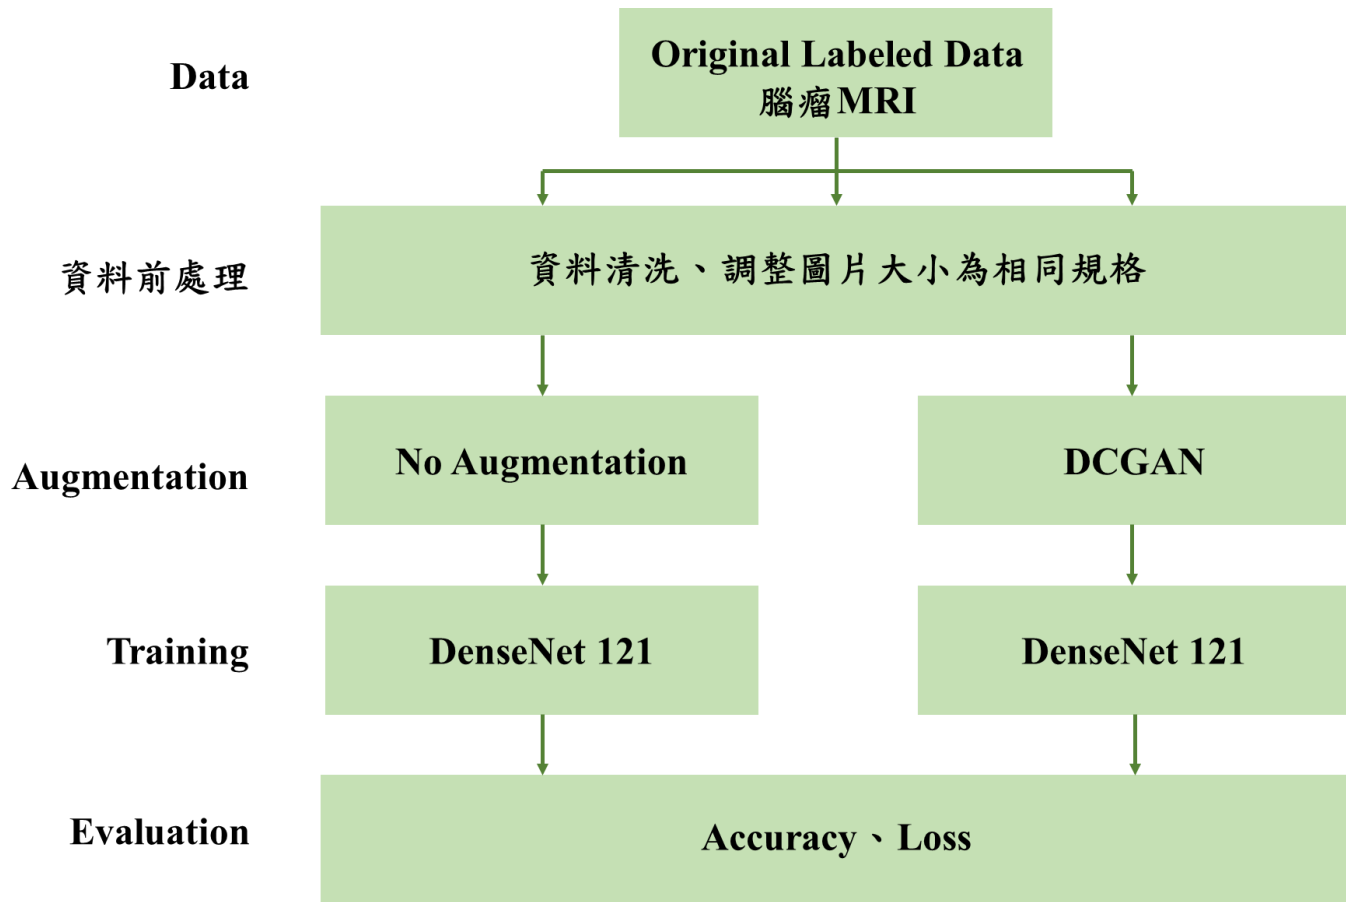 Data
Original Labeled Data
腦瘤MRI
資料前處理
資料清洗、調整圖片大小為相同規格
Augmentation
No Augmentation
DCGAN
Training
DenseNet 121
DenseNet 121
Evaluation
Accuracy、Loss